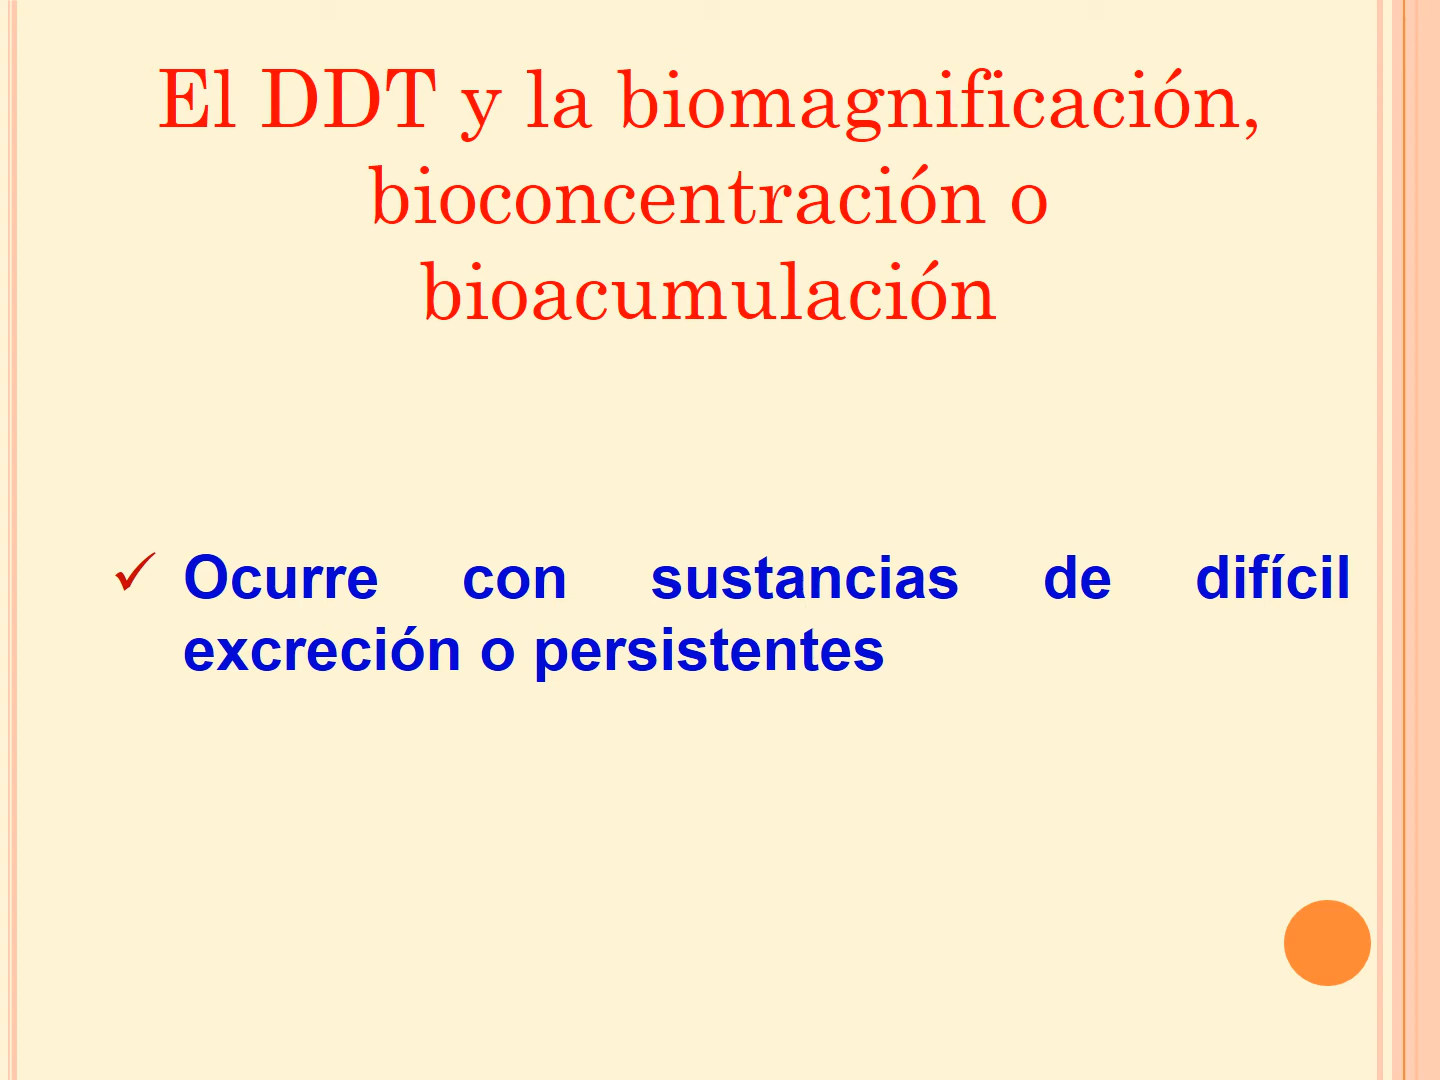 El DDT y la biomagnificación,
bioconcentración o
bioacumulación
✓ Ocurre con sustancias de difícil
excreción o persistentes